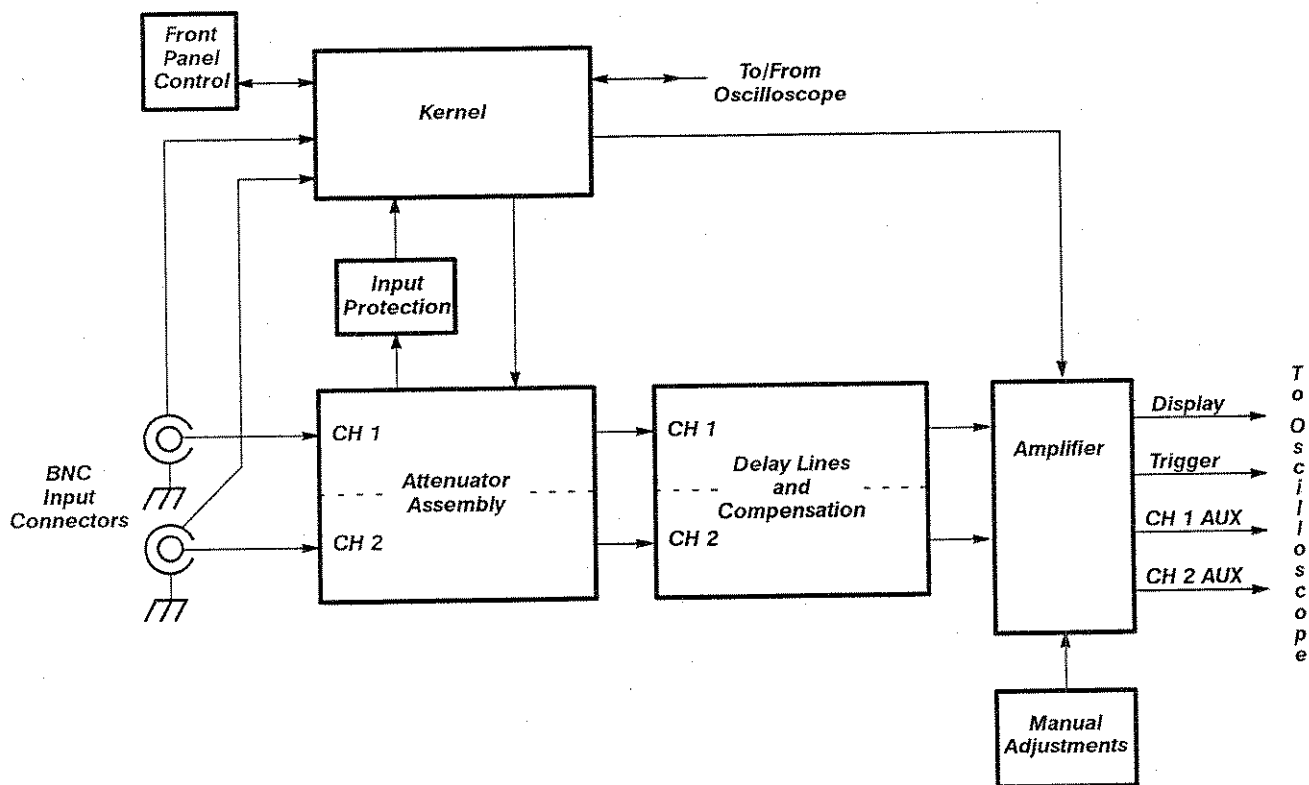 Front
Panel
Control
Kernel
To/From
Oscilloscope
Input
Protection
BNC
Input
Connectors
CH 1
Attenuator
Assembly
CH 2
CH 1
Delay Lines
and
Compensation
CH 2
Amplifier
Display
Trigger
CH 1 AUX
CH 2 AUX
To Oscilloscope
Manual
Adjustments